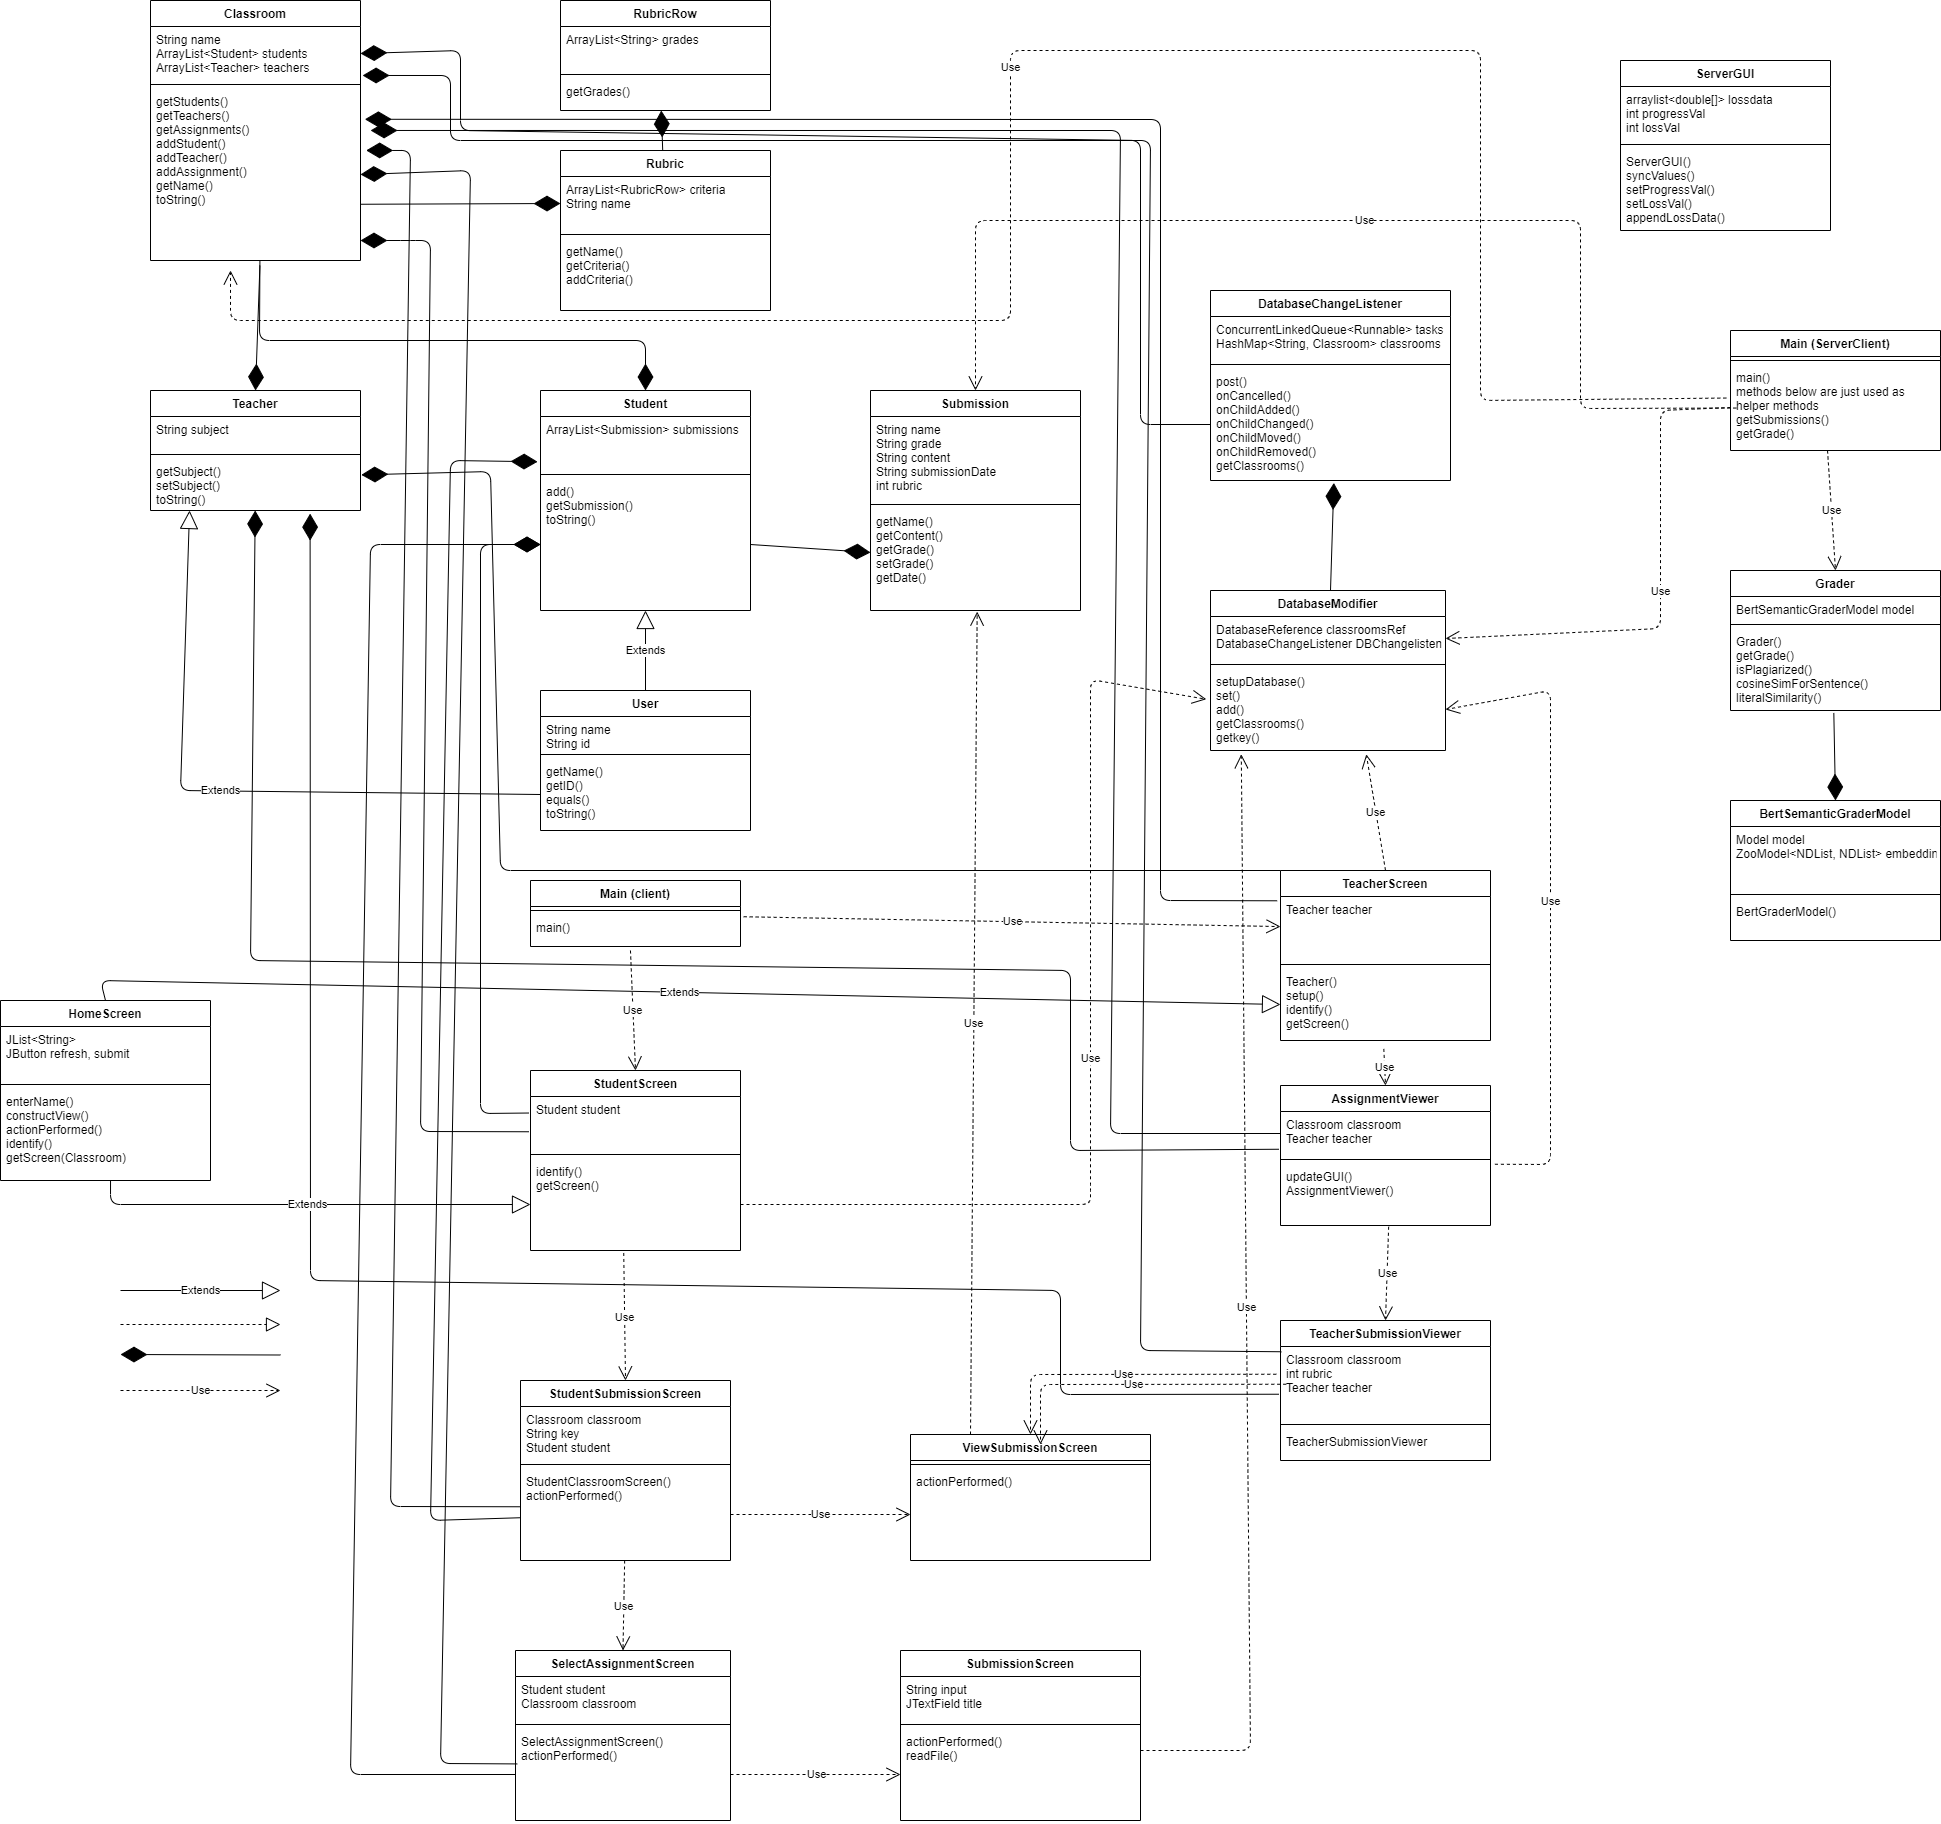 Classroom
String name
ArrayList<Student> students
ArrayList<Teacher> teachers
getStudents()
getTeachers()
getAssignments()
addStudent()
addTeacher()
addAssignment()
getName()
toString()
RubricRow
ArrayList<String> grades
getGrades()
Rubric
ArrayList<RubricRow> criteria
String name
getName()
getCriteria()
addCriteria()
Use
Use
ServerGUI
arraylist<double[]> lossdata
int progressVal
int lossVal
ServerGUI()
syncValues()
setProgressVal()
setLossVal()
appendLossData()
DatabaseChangeListener
ConcurrentLinkedQueue<Runnable> tasks
HashMap<String, Classroom> classrooms
post()
onCancelled()
onChildAdded()
onChildChanged()
onChildMoved()
onChildRemoved()
getClassrooms()
Main (ServerClient)
main()
methods below are just used as
helper methods
getSubmissions()
getGrade()
Teacher
String subject
getSubject()
setSubject()
toString()
Student
ArrayList<Submission> submissions
add()
getSubmission()
toString()
Submission
String name
String grade
String content
String submissionDate
int rubric
getName()
getContent()
getGrade()
setGrade()
getDate()
Use
Use
Grader
BertSemanticGraderModel model
Grader()
getGrade()
isPlagiarized()
cosineSimForSentence()
literalSimilarity()
DatabaseModifier
DatabaseReference classroomsRef
DatabaseChangeListener DBChangelisten
setupDatabase()
set()
add()
getClassrooms()
getkey()
Extends
User
String name
String id
getName()
getID()
equals()
toString()
Extends
Use
BertSemanticGraderModel
Model model
ZooModel<NDList, NDList> embeddin
BertGraderModel()
Main (client)
main()
Use
TeacherScreen
Teacher teacher
Teacher()
setup()
identify()
getScreen()
Use
Extends
Use
Use
Use
Use
HomeScreen
JList<String>
JButton refresh, submit
enterName()
constructView()
actionPerformed()
identify()
getScreen(Classroom)
StudentScreen
Student student
identify()
getScreen()
AssignmentViewer
Classroom classroom
Teacher teacher
updateGUI()
AssignmentViewer()
Extends
Extends
Use
Use
Use
Use
TeacherSubmissionViewer
Classroom classroom
int rubric
Teacher teacher
TeacherSubmissionViewer
Use
Use
Use
StudentSubmissionScreen
Classroom classroom
String key
Student student
StudentClassroomScreen()
actionPerformed()
Use
ViewSubmissionScreen
actionPerformed()
Use
SelectAssignmentScreen
Student student
Classroom classroom
SelectAssignmentScreen()
actionPerformed()
Use
SubmissionScreen
String input
JTextField title
actionPerformed()
readFile()